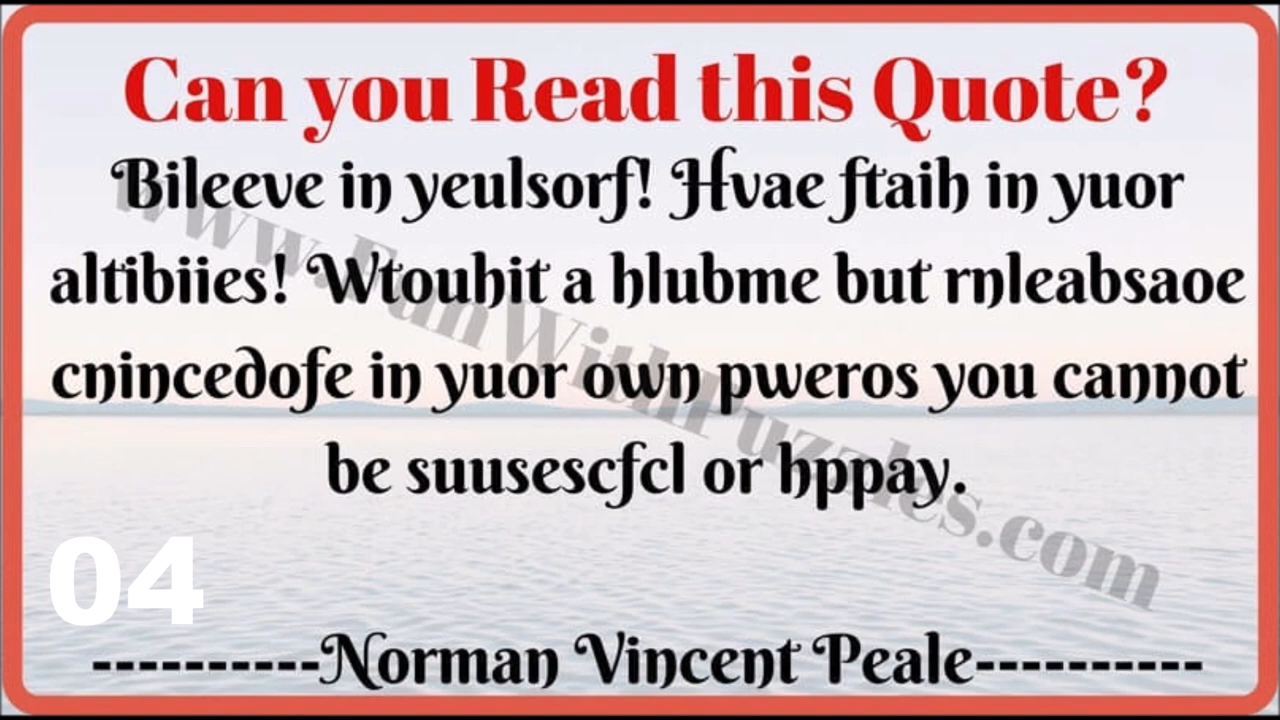 Can you Read this Quote?
Bileeve in yeulsorf! Hvae ftaih in yuor
altibiies! Wtouhit a hlubme but rnleabsaoe
cnincedofe in yuor own pweros you cannot
be suusescfcl or hppay.
www.FunWithPuzzles.com
04
----------Norman Vincent Peale----------